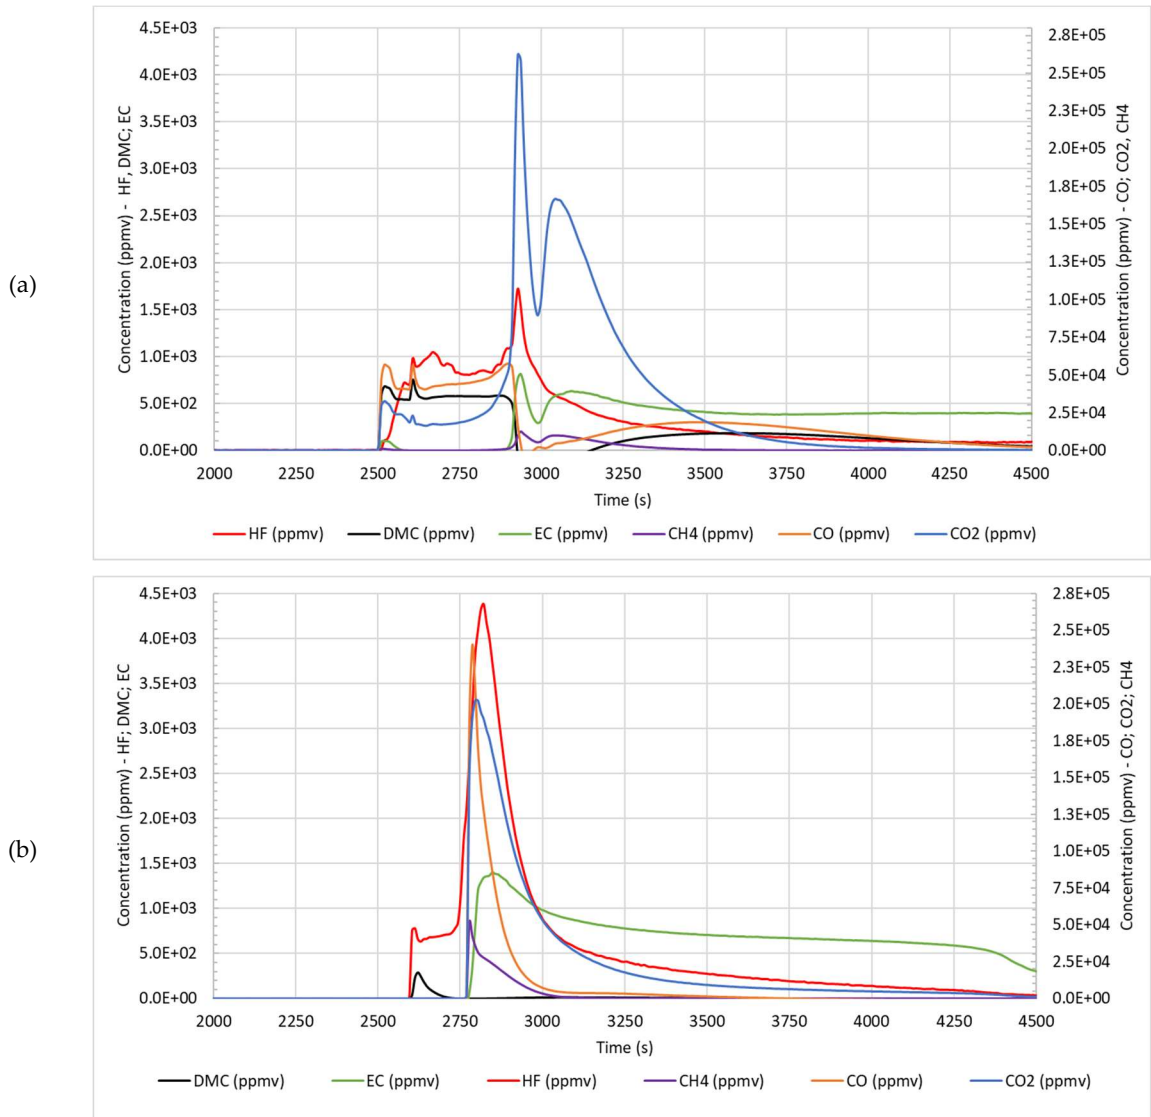 (a)
Concentration (ppmv) - HF, DMC; EC
4.5E+03
4.0E+03
3.5E+03
3.0E+03
2.5E+03
2.0E+03
1.5E+03
1.0E+03
5.0E+02
0.0E+00
2.8E+05
2.5E+05
2.3E+05
2.0E+05
1.8E+05
1.5E+05
1.3E+05
1.0E+05
7.5E+04
5.0E+04
2.5E+04
0.0E+00
Concentration (ppmv) - CO; CO2, CH4
2000 2250 2500 2750 3000 3250 3500 3750 4000 4250 4500
Time (s)
HF (ppmv) DMC (ppmv) EC (ppmv) CH4 (ppmv) CO (ppmv) CO2 (ppmv)
(b)
Concentration (ppmv) - HF; DMC; EC
4.5E+03
4.0E+03
3.5E+03
3.0E+03
2.5E+03
2.0E+03
1.5E+03
1.0E+03
5.0E+02
0.0E+00
2.8E+05
2.5E+05
2.3E+05
2.0E+05
1.8E+05
1.5E+05
1.3E+05
1.0E+05
7.5E+04
5.0E+04
2.5E+04
0.0E+00
Concentration (ppmv) - CO; CO2; CH4
2000 2250 2500 2750 3000 3250 3500 3750 4000 4250 4500
Time (s)
DMC (ppmv) EC (ppmv) HF (ppmv) CH4 (ppmv) CO (ppmv) CO2 (ppmv)